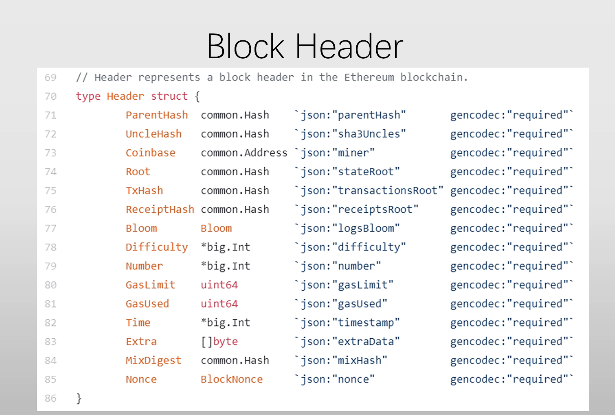 Block Header
69 // Header represents a block header in the Ethereum blockchain.
70 type Header struct {
71 ParentHash common.Hash `json:"parentHash" gencodec:"required"`
72 UncleHash common.Hash `json:"sha3Uncles" gencodec:"required"`
73 Coinbase common.Address `json:"miner" gencodec:"required"`
74 Root common.Hash `json:"stateRoot" gencodec:"required"`
75 TxHash common.Hash `json:"transactionsRoot" gencodec:"required"`
76 ReceiptHash common.Hash `json:"receiptsRoot" gencodec:"required"`
77 Bloom Bloom `json:"logsBloom" gencodec:"required"`
78 Difficulty *big.Int `json:"difficulty" gencodec:"required"`
79 Number *big.Int `json:"number" gencodec:"required"`
80 GasLimit uint64 `json:"gasLimit" gencodec:"required"`
81 GasUsed uint64 `json:"gasUsed" gencodec:"required"`
82 Time *big.Int `json:"timestamp" gencodec:"required"`
83 Extra []byte `json:"extraData" gencodec:"required"`
84 MixDigest common.Hash `json:"mixHash" gencodec:"required"`
85 Nonce BlockNonce `json:"nonce" gencodec:"required"`
86 }